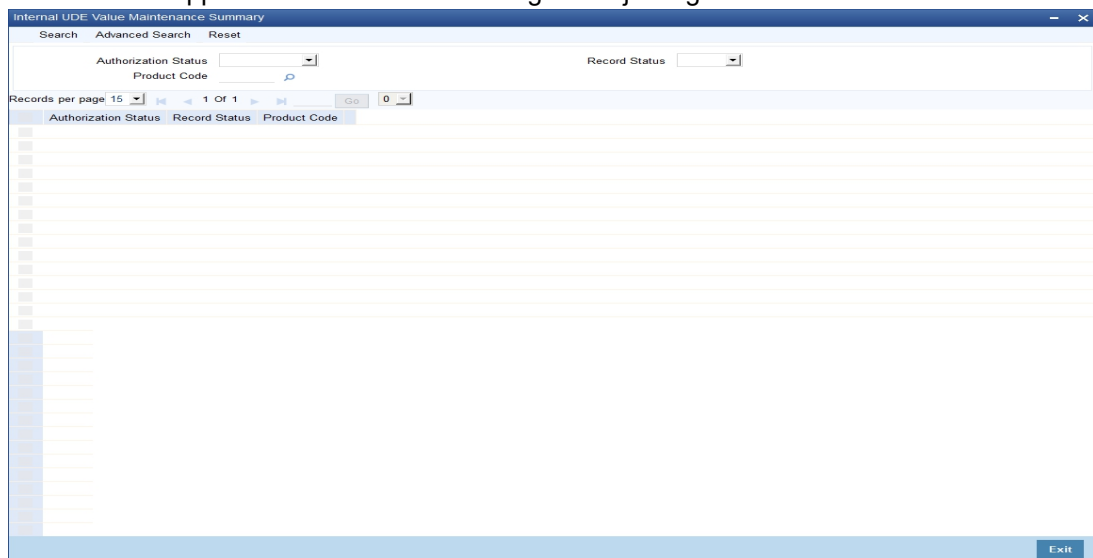 Internal UDE Value Maintenance Summary
Search Advanced Search Reset
Authorization Status Record Status
Product Code
Records per page 15 1 Of 1 Go 0
Authorization Status Record Status Product Code
Exit